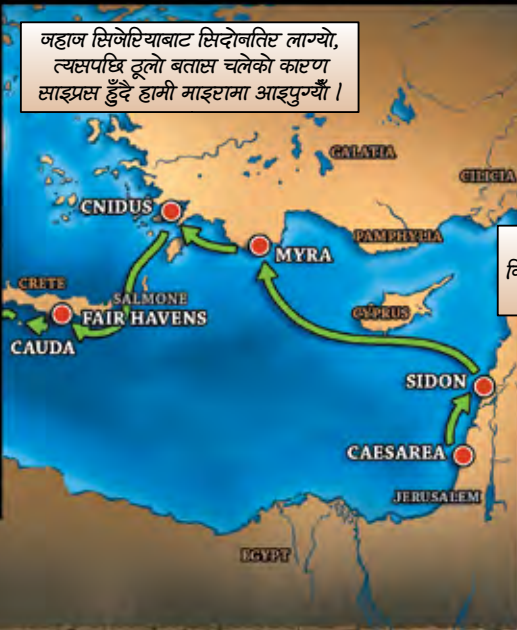 जहाज सिजेरियाबाट सिदोनतिर लाग्यो,
त्यसपछि ठूलो बतास चलेको कारण
साइप्रस हुँदै हामी माइरामा आइपुग्यौँ ।
GALATIA
CILICIA
CNIDUS
PAMPHYLIA
MYRA
CRETE
SALMONE
CYPRUS
FAIR HAVENS
CAUDA
SIDON
CAESAREA
JERUSALEM
EGYPT